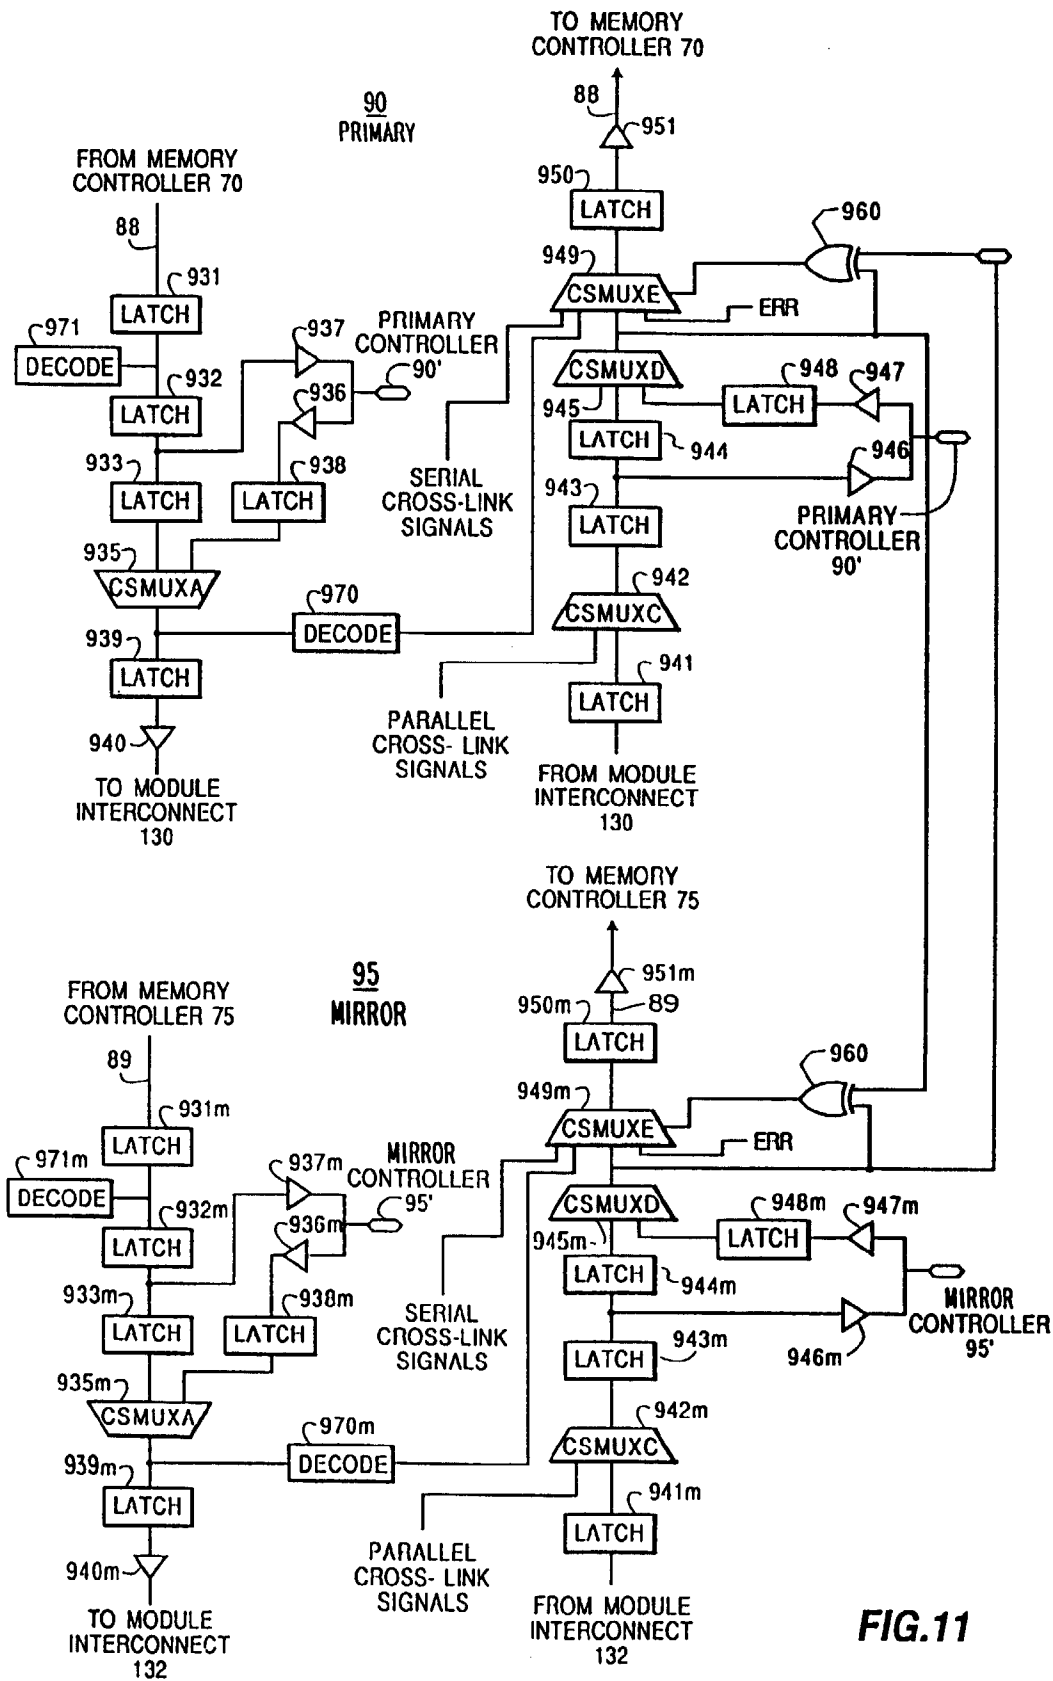 TO MEMORY
CONTROLLER 70
88
951
90
PRIMARY
FROM MEMORY
CONTROLLER 70
950
LATCH
960
88
949
CSMUXE
931
LATCH
ERR
971
DECODE
937
PRIMARY
CONTROLLER
90'
CSMUXD
948
947
932
LATCH
936
945
LATCH
LATCH
944
946
933
LATCH
938
LATCH
SERIAL
CROSS-LINK
SIGNALS
943
LATCH
PRIMARY
CONTROLLER
90'
935
CSMUXA
970
DECODE
942
CSMUXC
939
LATCH
941
LATCH
940
PARALLEL
CROSS- LINK
SIGNALS
TO MODULE
INTERCONNECT
130
FROM MODULE
INTERCONNECT
130
TO MEMORY
CONTROLLER 75
951m
89
95
MIRROR
FROM MEMORY
CONTROLLER 75
950m
LATCH
960
89
949m
CSMUXE
931m
LATCH
ERR
971m
DECODE
937m
MIRROR
CONTROLLER
95'
CSMUXD
948m
947m
932m
LATCH
936m
945m
LATCH
LATCH
944m
933m
LATCH
938m
LATCH
SERIAL
CROSS-LINK
SIGNALS
943m
LATCH
946m
MIRROR
CONTROLLER
95'
935m
CSMUXA
970m
DECODE
942m
CSMUXC
939m
LATCH
941m
LATCH
940m
PARALLEL
CROSS- LINK
SIGNALS
TO MODULE
INTERCONNECT
132
FROM MODULE
INTERCONNECT
132
FIG.11